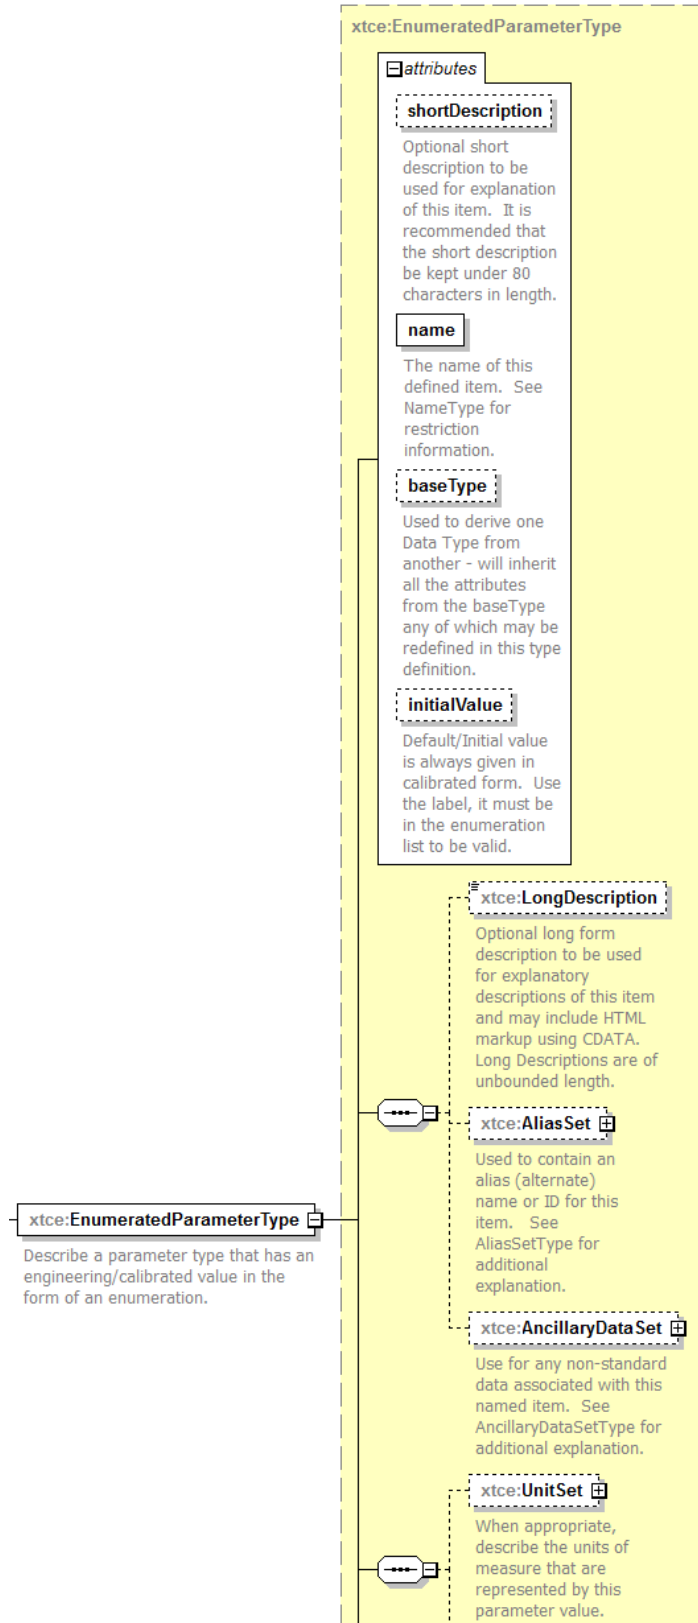 xtce:EnumeratedParameterType
attributes
shortDescription
Optional short
description to be
used for explanation
of this item.  It is
recommended that
the short description
be kept under 80
characters in length.
name
The name of this
defined item.  See
NameType for
restriction
information.
baseType
Used to derive one
Data Type from
another - will inherit
all the attributes
from the baseType
any of which may be
redefined in this type
definition.
initialValue
Default/Initial value
is always given in
calibrated form.  Use
the label, it must be
in the enumeration
list to be valid.
xtce:LongDescription
Optional long form
description to be used
for explanatory
descriptions of this item
and may include HTML
markup using CDATA.
Long Descriptions are of
unbounded length.
xtce:AliasSet
Used to contain an
alias (alternate)
name or ID for this
item.   See
AliasSetType for
additional
explanation.
xtce:EnumeratedParameterType
Describe a parameter type that has an
engineering/calibrated value in the
form of an enumeration.
xtce:AncillaryDataSet
Use for any non-standard
data associated with this
named item.  See
AncillaryDataSetType for
additional explanation.
xtce:UnitSet
When appropriate,
describe the units of
measure that are
represented by this
parameter value.